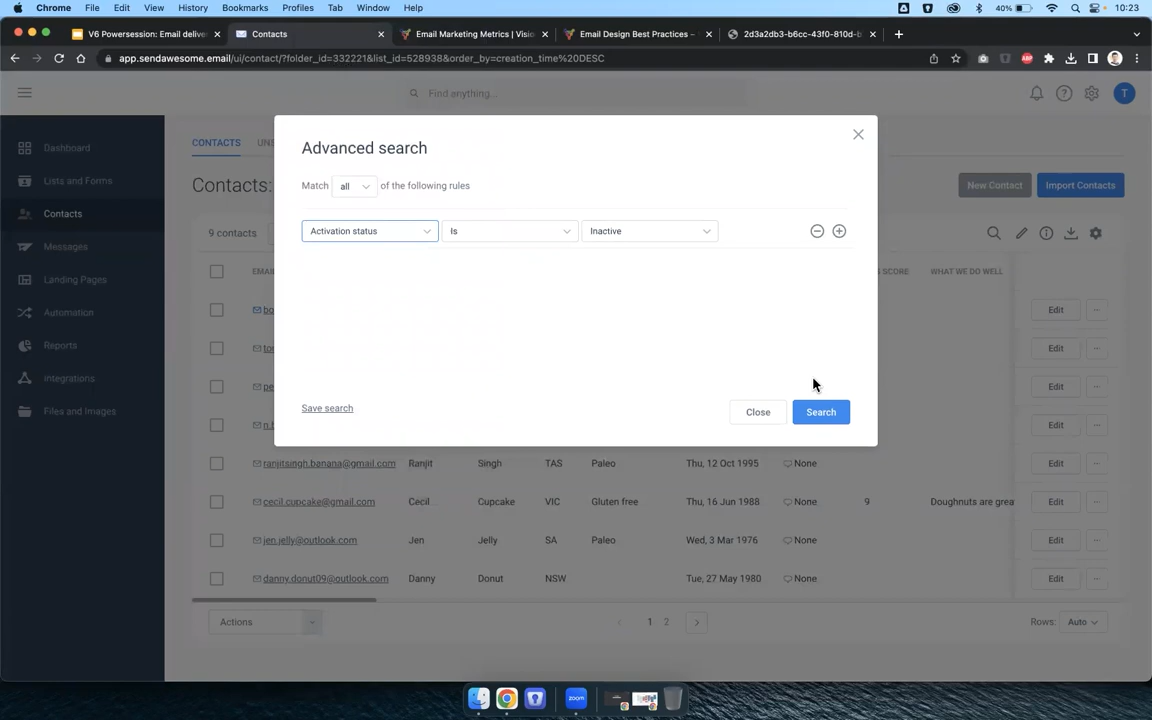 Chrome File Edit View History Bookmarks Profiles Tab Window Help 40% 10:23
V6 Powersession: Email deliver Contacts Email Marketing Metrics | Visio Email Design Best Practices – 2d3a2db3-b6cc-43f0-810d-b
app.sendawesome.email/ui/contact/?folder_id=332221&list_id=528938&order_by=creation_time%20DESC
Find anything... T
Dashboard
Lists and Forms
Contacts
Messages
Landing Pages
Automation
Reports
Integrations
Files and Images
CONTACTS UNS
Contacts: New Contact Import Contacts
9 contacts
Advanced search
Match all of the following rules
Activation status Is Inactive
Save search Close Search
EMAI SCORE WHAT WE DO WELL
bo Edit
tor Edit
pe Edit
n.b Edit
ranjitsingh.banana@gmail.com Ranjit Singh TAS Paleo Thu, 12 Oct 1995 None Edit
cecil.cupcake@gmail.com Cecil Cupcake VIC Gluten free Thu, 16 Jun 1988 None 9 Doughnuts are grea Edit
jen.jelly@outlook.com Jen Jelly SA Paleo Wed, 3 Mar 1976 None Edit
danny.donut09@outlook.com Danny Donut NSW Tue, 27 May 1980 None Edit
Actions 1 2 Rows: Auto
zoom